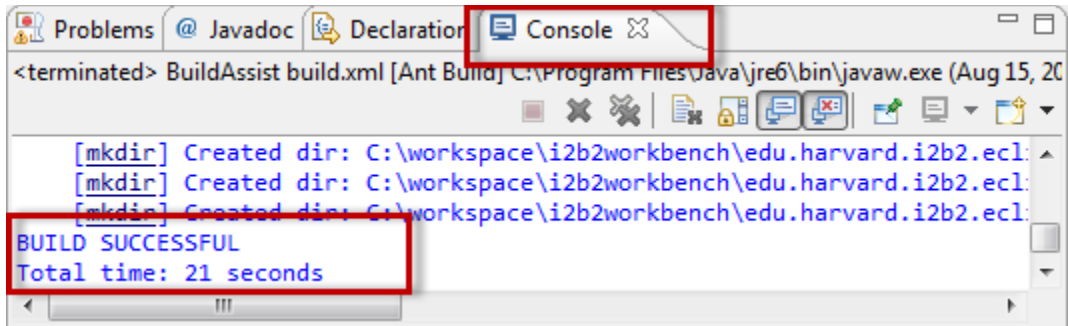 Problems @ Javadoc Declaration Console
<terminated> BuildAssist build.xml [Ant Build] C:\Program Files\Java\jre6\bin\javaw.exe (Aug 15, 20
[mkdir] Created dir: C:\workspace\i2b2workbench\edu.harvard.i2b2.ecl
[mkdir] Created dir: C:\workspace\i2b2workbench\edu.harvard.i2b2.ecl
[mkdir] Created dir: C:\workspace\i2b2workbench\edu.harvard.i2b2.ecl
BUILD SUCCESSFUL
Total time: 21 seconds